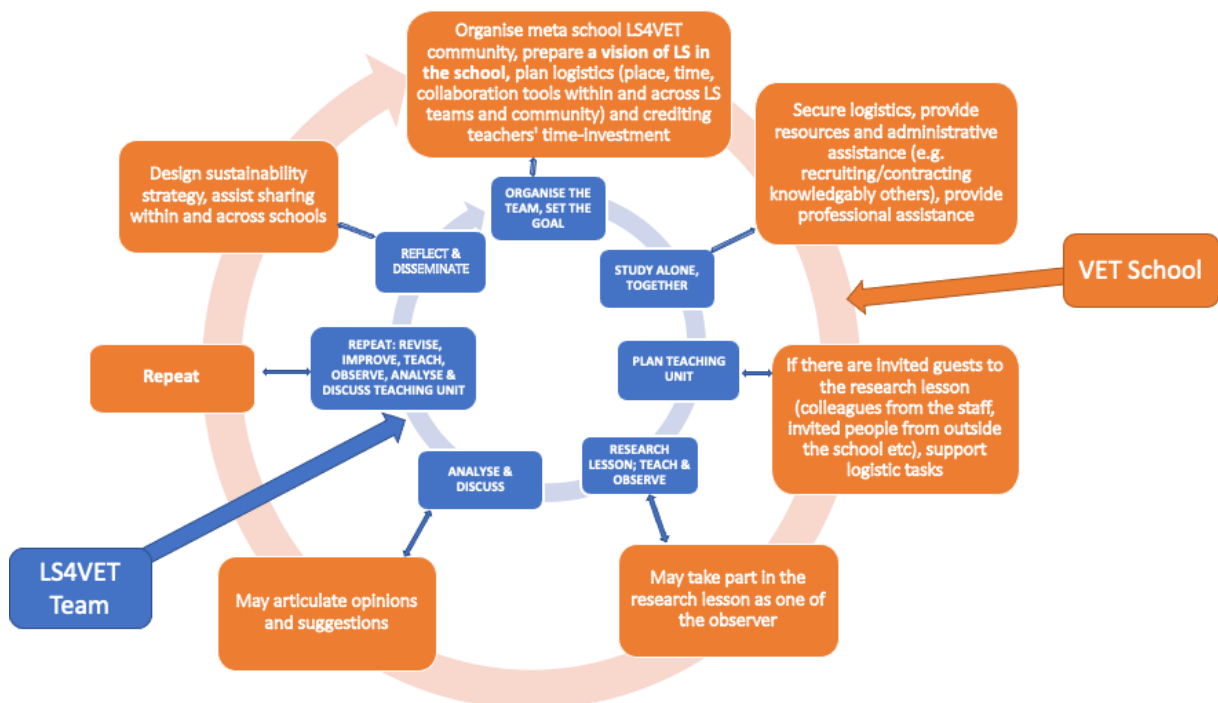 Organise meta school LS4VET
community, prepare a vision of LS in
the school, plan logistics (place, time,
collaboration tools within and across LS
teams and community) and crediting
teachers' time-investment
Secure logistics, provide
resources and administrative
assistance (e.g.
recruiting/contracting
knowledgably others), provide
professional assistance
Design sustainability
strategy, assist sharing
within and across schools
ORGANISE THE
TEAM, SET THE
GOAL
REFLECT &
DISSEMINATE
STUDY ALONE,
TOGETHER
VET School
Repeat
REPEAT: REVISE,
IMPROVE, TEACH,
OBSERVE, ANALYSE &
DISCUSS TEACHING UNIT
PLAN TEACHING
UNIT
If there are invited guests to
the research lesson
(colleagues from the staff,
invited people from outside
the school etc), support
logistic tasks
ANALYSE &
DISCUSS
RESEARCH
LESSON; TEACH &
OBSERVE
LS4VET
Team
May articulate opinions
and suggestions
May take part in the
research lesson as one of
the observer